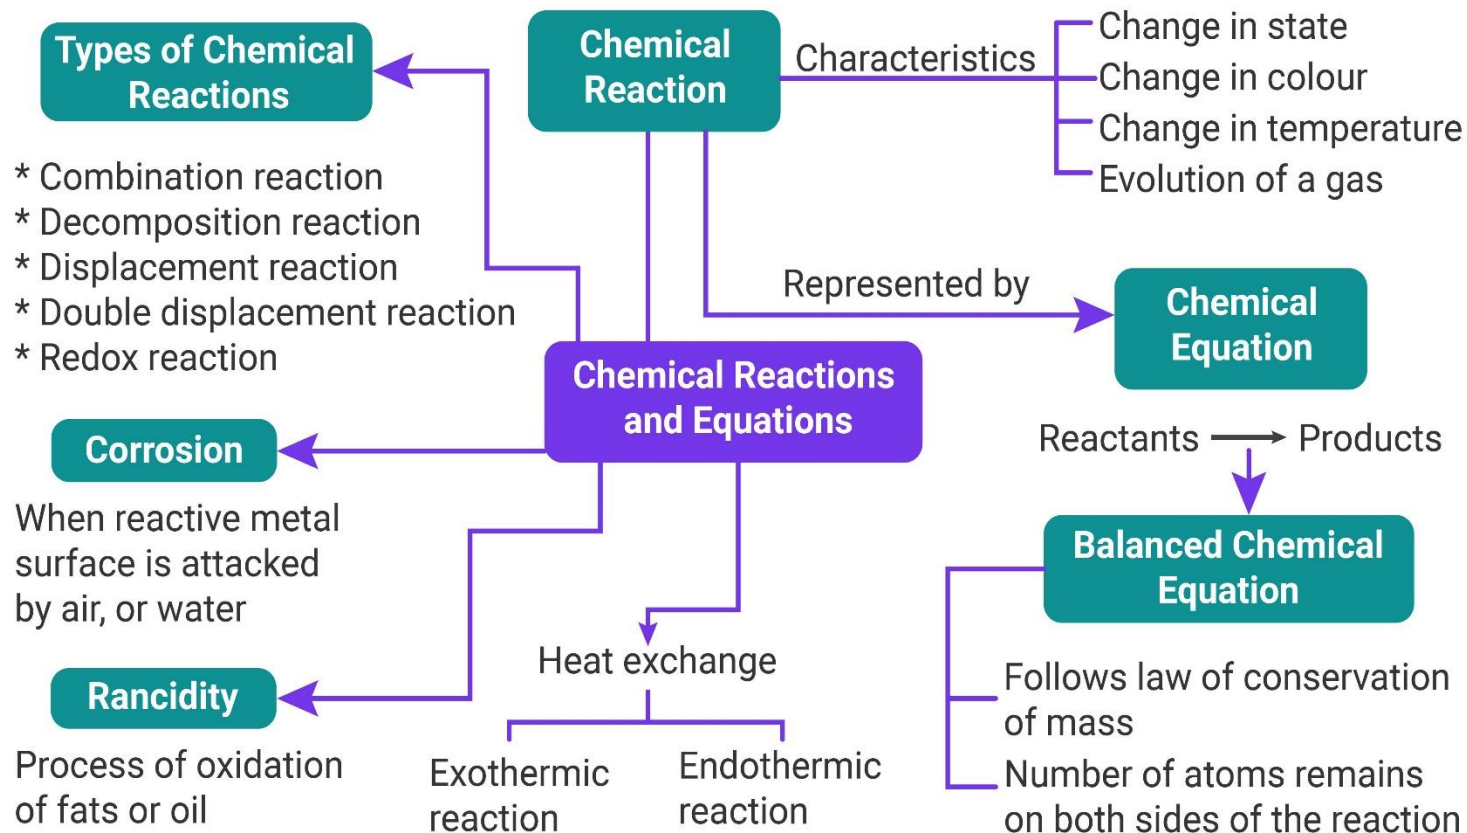 Types of Chemical
Reactions
* Combination reaction
* Decomposition reaction
* Displacement reaction
* Double displacement reaction
* Redox reaction
Chemical
Reaction
Characteristics
Change in state
Change in colour
Change in temperature
Evolution of a gas
Represented by
Chemical
Equation
Reactants → Products
Balanced Chemical
Equation
Follows law of conservation
of mass
Number of atoms remains
on both sides of the reaction
Chemical Reactions
and Equations
Corrosion
When reactive metal
surface is attacked
by air, or water
Rancidity
Process of oxidation
of fats or oil
Heat exchange
Exothermic
reaction
Endothermic
reaction